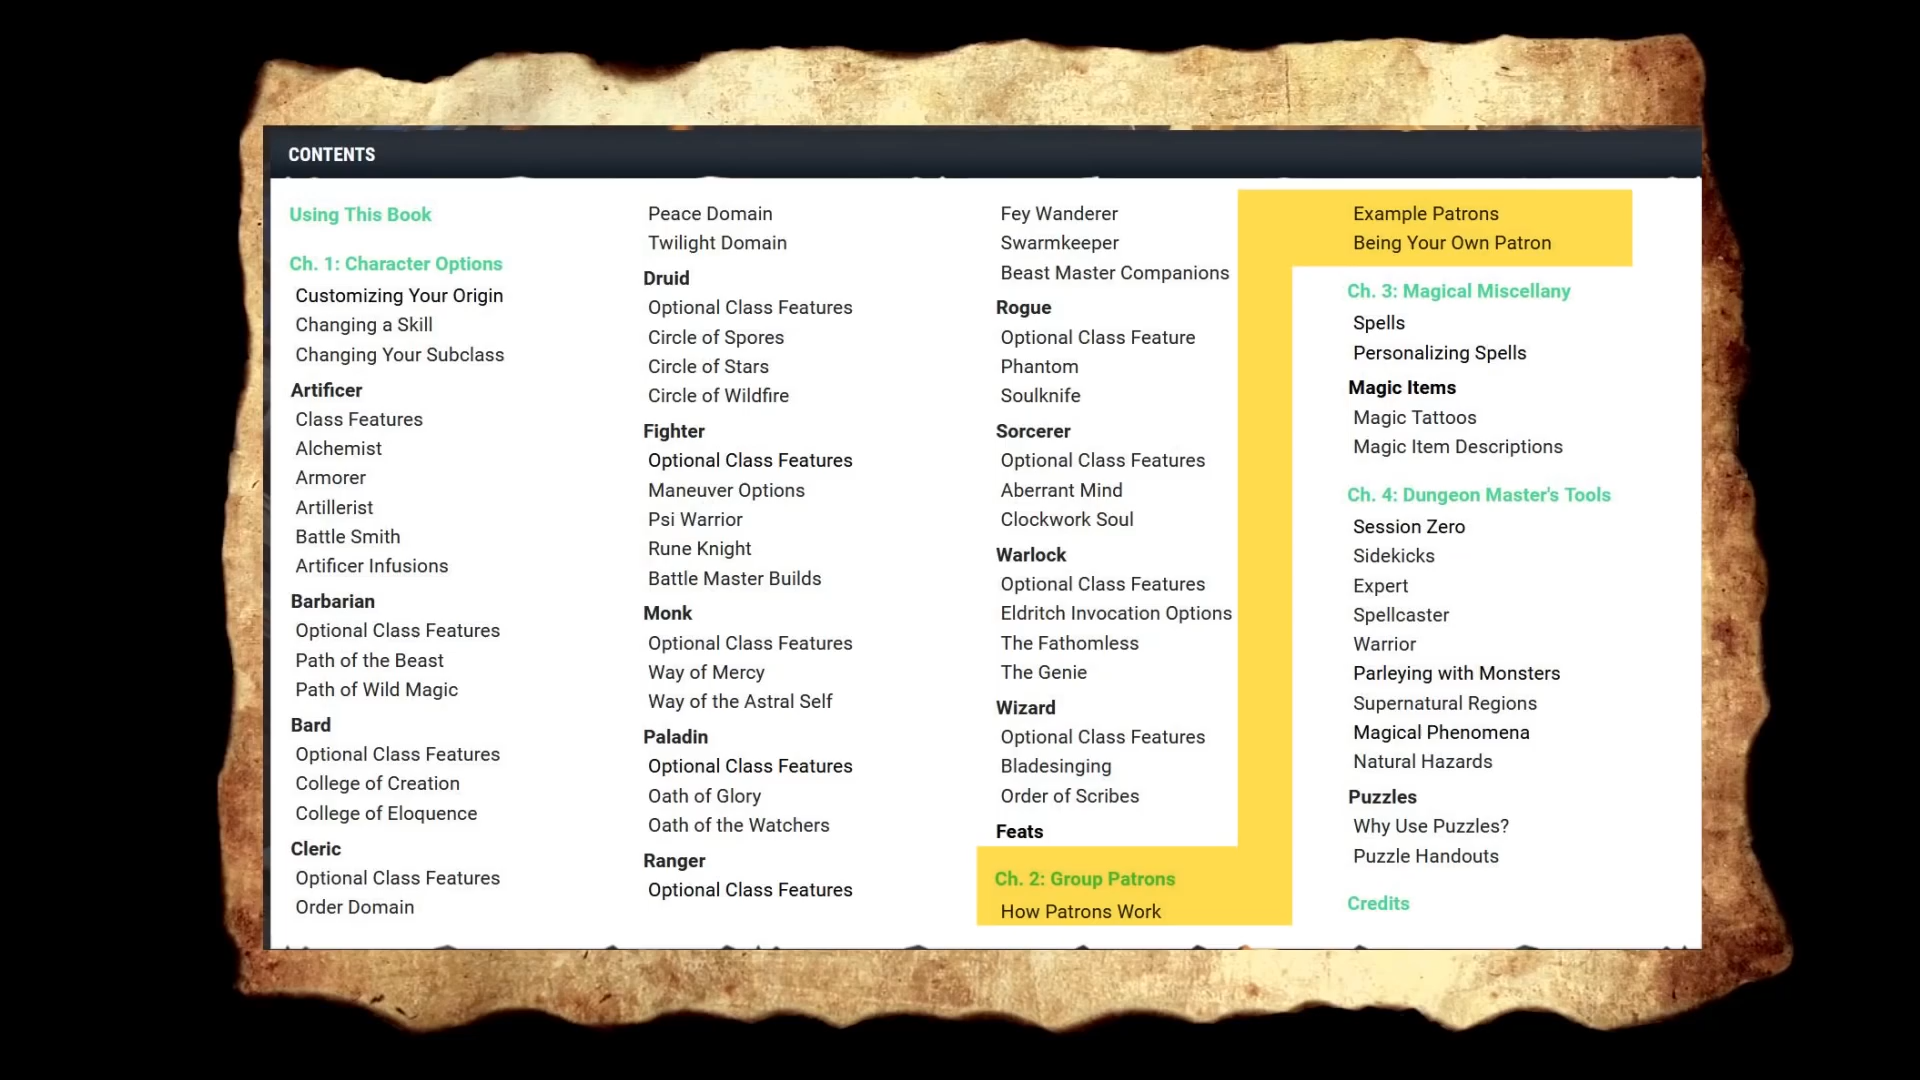 CONTENTS
Using This Book
Ch. 1: Character Options
Customizing Your Origin
Changing a Skill
Changing Your Subclass
Artificer
Class Features
Alchemist
Armorer
Artillerist
Battle Smith
Artificer Infusions
Barbarian
Optional Class Features
Path of the Beast
Path of Wild Magic
Bard
Optional Class Features
College of Creation
College of Eloquence
Cleric
Optional Class Features
Order Domain
Peace Domain
Twilight Domain
Druid
Optional Class Features
Circle of Spores
Circle of Stars
Circle of Wildfire
Fighter
Optional Class Features
Maneuver Options
Psi Warrior
Rune Knight
Battle Master Builds
Monk
Optional Class Features
Way of Mercy
Way of the Astral Self
Paladin
Optional Class Features
Oath of Glory
Oath of the Watchers
Ranger
Optional Class Features
Fey Wanderer
Swarmkeeper
Beast Master Companions
Rogue
Optional Class Feature
Phantom
Soulknife
Sorcerer
Optional Class Features
Aberrant Mind
Clockwork Soul
Warlock
Optional Class Features
Eldritch Invocation Options
The Fathomless
The Genie
Wizard
Optional Class Features
Bladesinging
Order of Scribes
Feats
Ch. 2: Group Patrons
How Patrons Work
Example Patrons
Being Your Own Patron
Ch. 3: Magical Miscellany
Spells
Personalizing Spells
Magic Items
Magic Tattoos
Magic Item Descriptions
Ch. 4: Dungeon Master's Tools
Session Zero
Sidekicks
Expert
Spellcaster
Warrior
Parleying with Monsters
Supernatural Regions
Magical Phenomena
Natural Hazards
Puzzles
Why Use Puzzles?
Puzzle Handouts
Credits